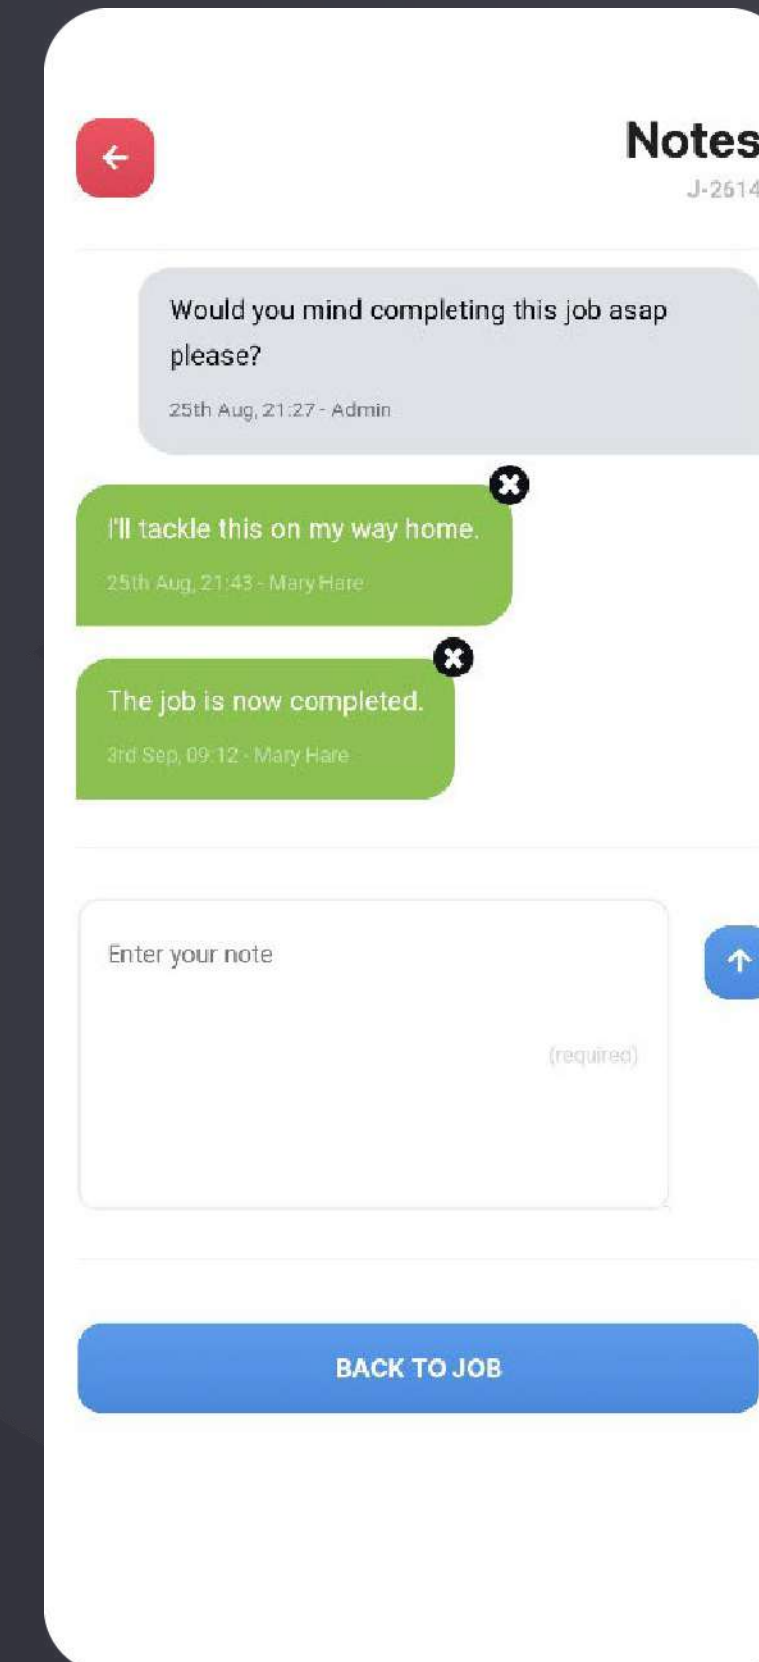 Notes
J-2614
Would you mind completing this job asap
please?
25th Aug, 21:27 - Admin
I'll tackle this on my way home.
25th Aug, 21:43 - Mary Hare
The job is now completed.
3rd Sep, 09:12 - Mary Hare
Enter your note
(required)
BACK TO JOB